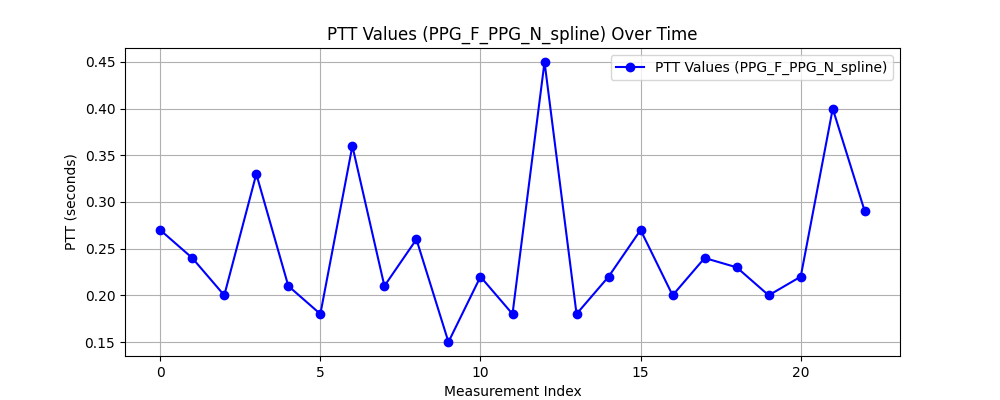 PTT Values (PPG_F_PPG_N_spline) Over Time
PTT Values (PPG_F_PPG_N_spline)
PTT (seconds)
0.45
0.40
0.35
0.30
0.25
0.20
0.15
0 5 10 15 20
Measurement Index